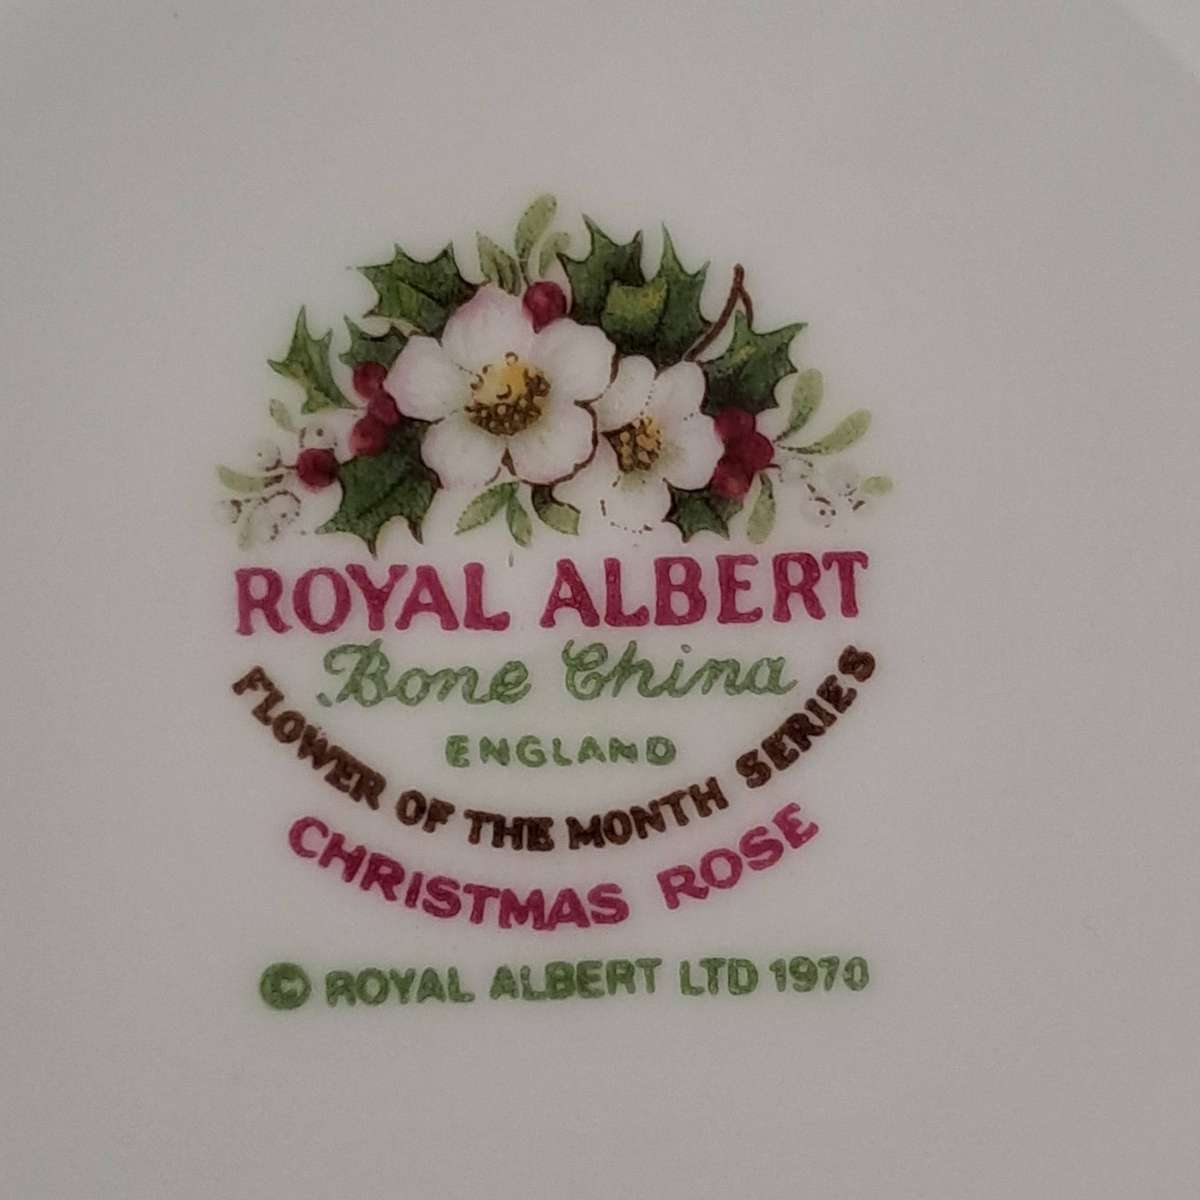 ROYAL ALBERT
Bone China
ENGLAND
FLOWER OF THE MONTH SERIES
CHRISTMAS ROSE
© ROYAL ALBERT LTD 1970